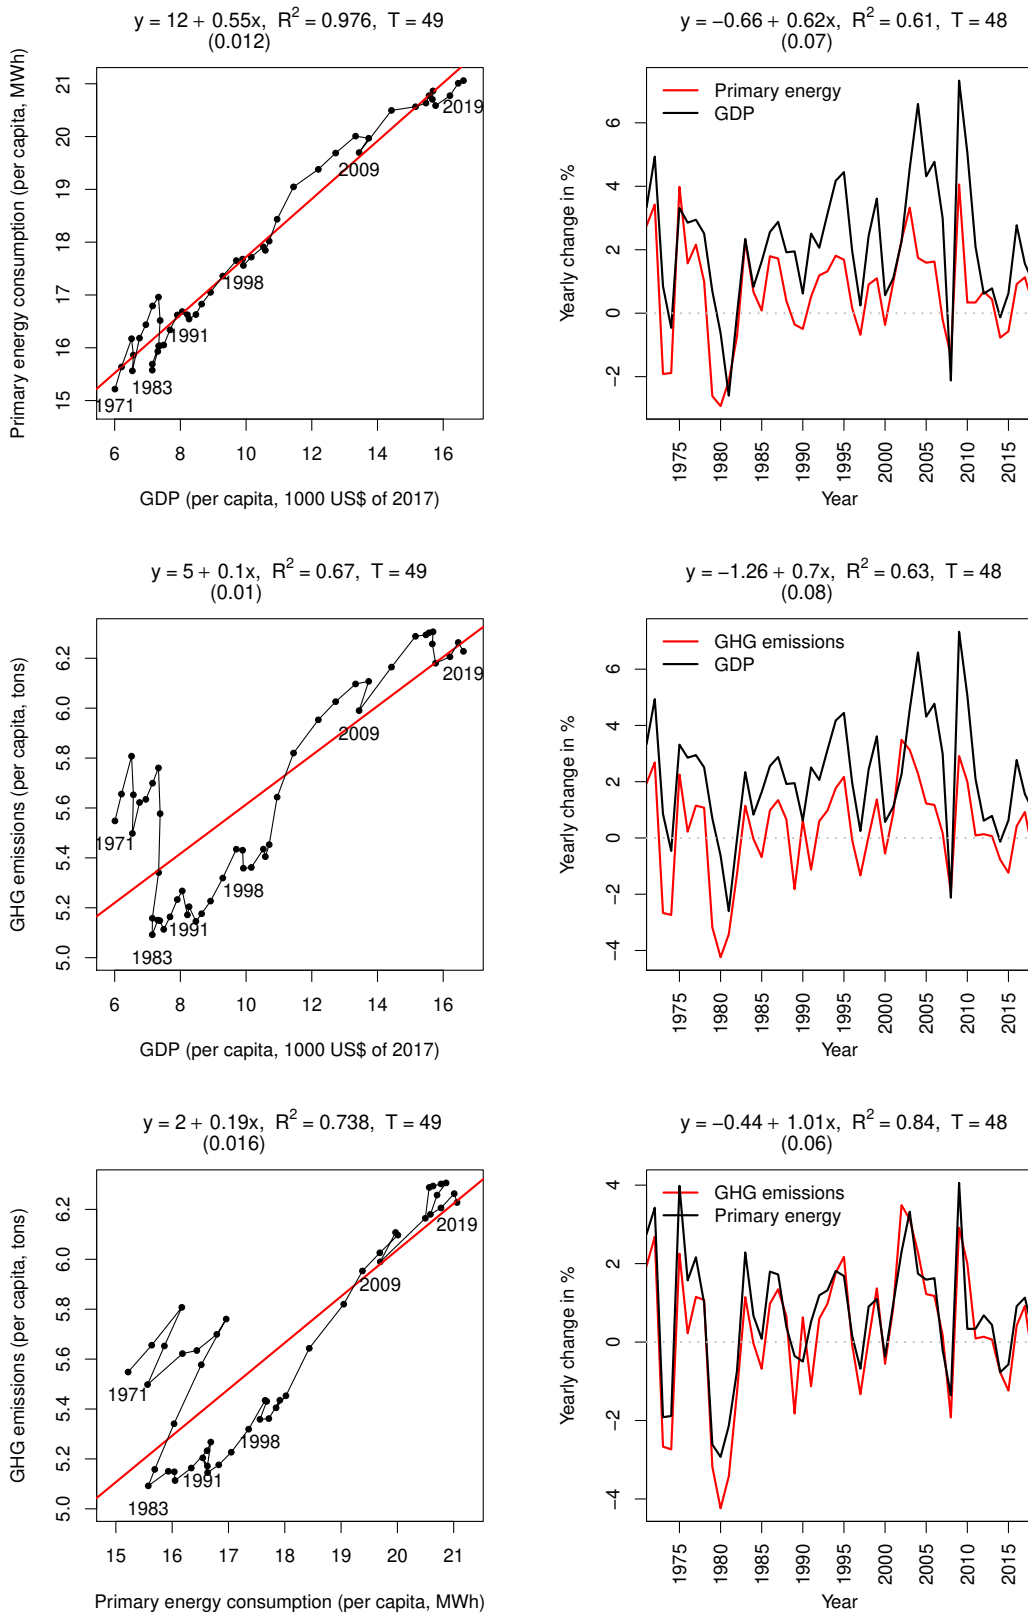 y = 12 + 0.55x, R² = 0.976, T = 49
(0.012)
Primary energy consumption (per capita, MWh)
21
20
19
18
17
16
15
1971
1983
1991
1998
2009
2019
6 8 10 12 14 16
GDP (per capita, 1000 US$ of 2017)
y = −0.66 + 0.62x, R² = 0.61, T = 48
(0.07)
Primary energy
GDP
Yearly change in %
6
4
2
0
−2
1975 1980 1985 1990 1995 2000 2005 2010 2015
Year
y = 5 + 0.1x, R² = 0.67, T = 49
(0.01)
GHG emissions (per capita, tons)
6.2
6.0
5.8
5.6
5.4
5.2
5.0
1971
1983
1991
1998
2009
2019
6 8 10 12 14 16
GDP (per capita, 1000 US$ of 2017)
y = −1.26 + 0.7x, R² = 0.63, T = 48
(0.08)
GHG emissions
GDP
Yearly change in %
6
4
2
0
−2
−4
1975 1980 1985 1990 1995 2000 2005 2010 2015
Year
y = 2 + 0.19x, R² = 0.738, T = 49
(0.016)
GHG emissions (per capita, tons)
6.2
6.0
5.8
5.6
5.4
5.2
5.0
1971
1983
1991
1998
2009
2019
15 16 17 18 19 20 21
Primary energy consumption (per capita, MWh)
y = −0.44 + 1.01x, R² = 0.84, T = 48
(0.06)
GHG emissions
Primary energy
Yearly change in %
4
2
0
−2
−4
1975 1980 1985 1990 1995 2000 2005 2010 2015
Year